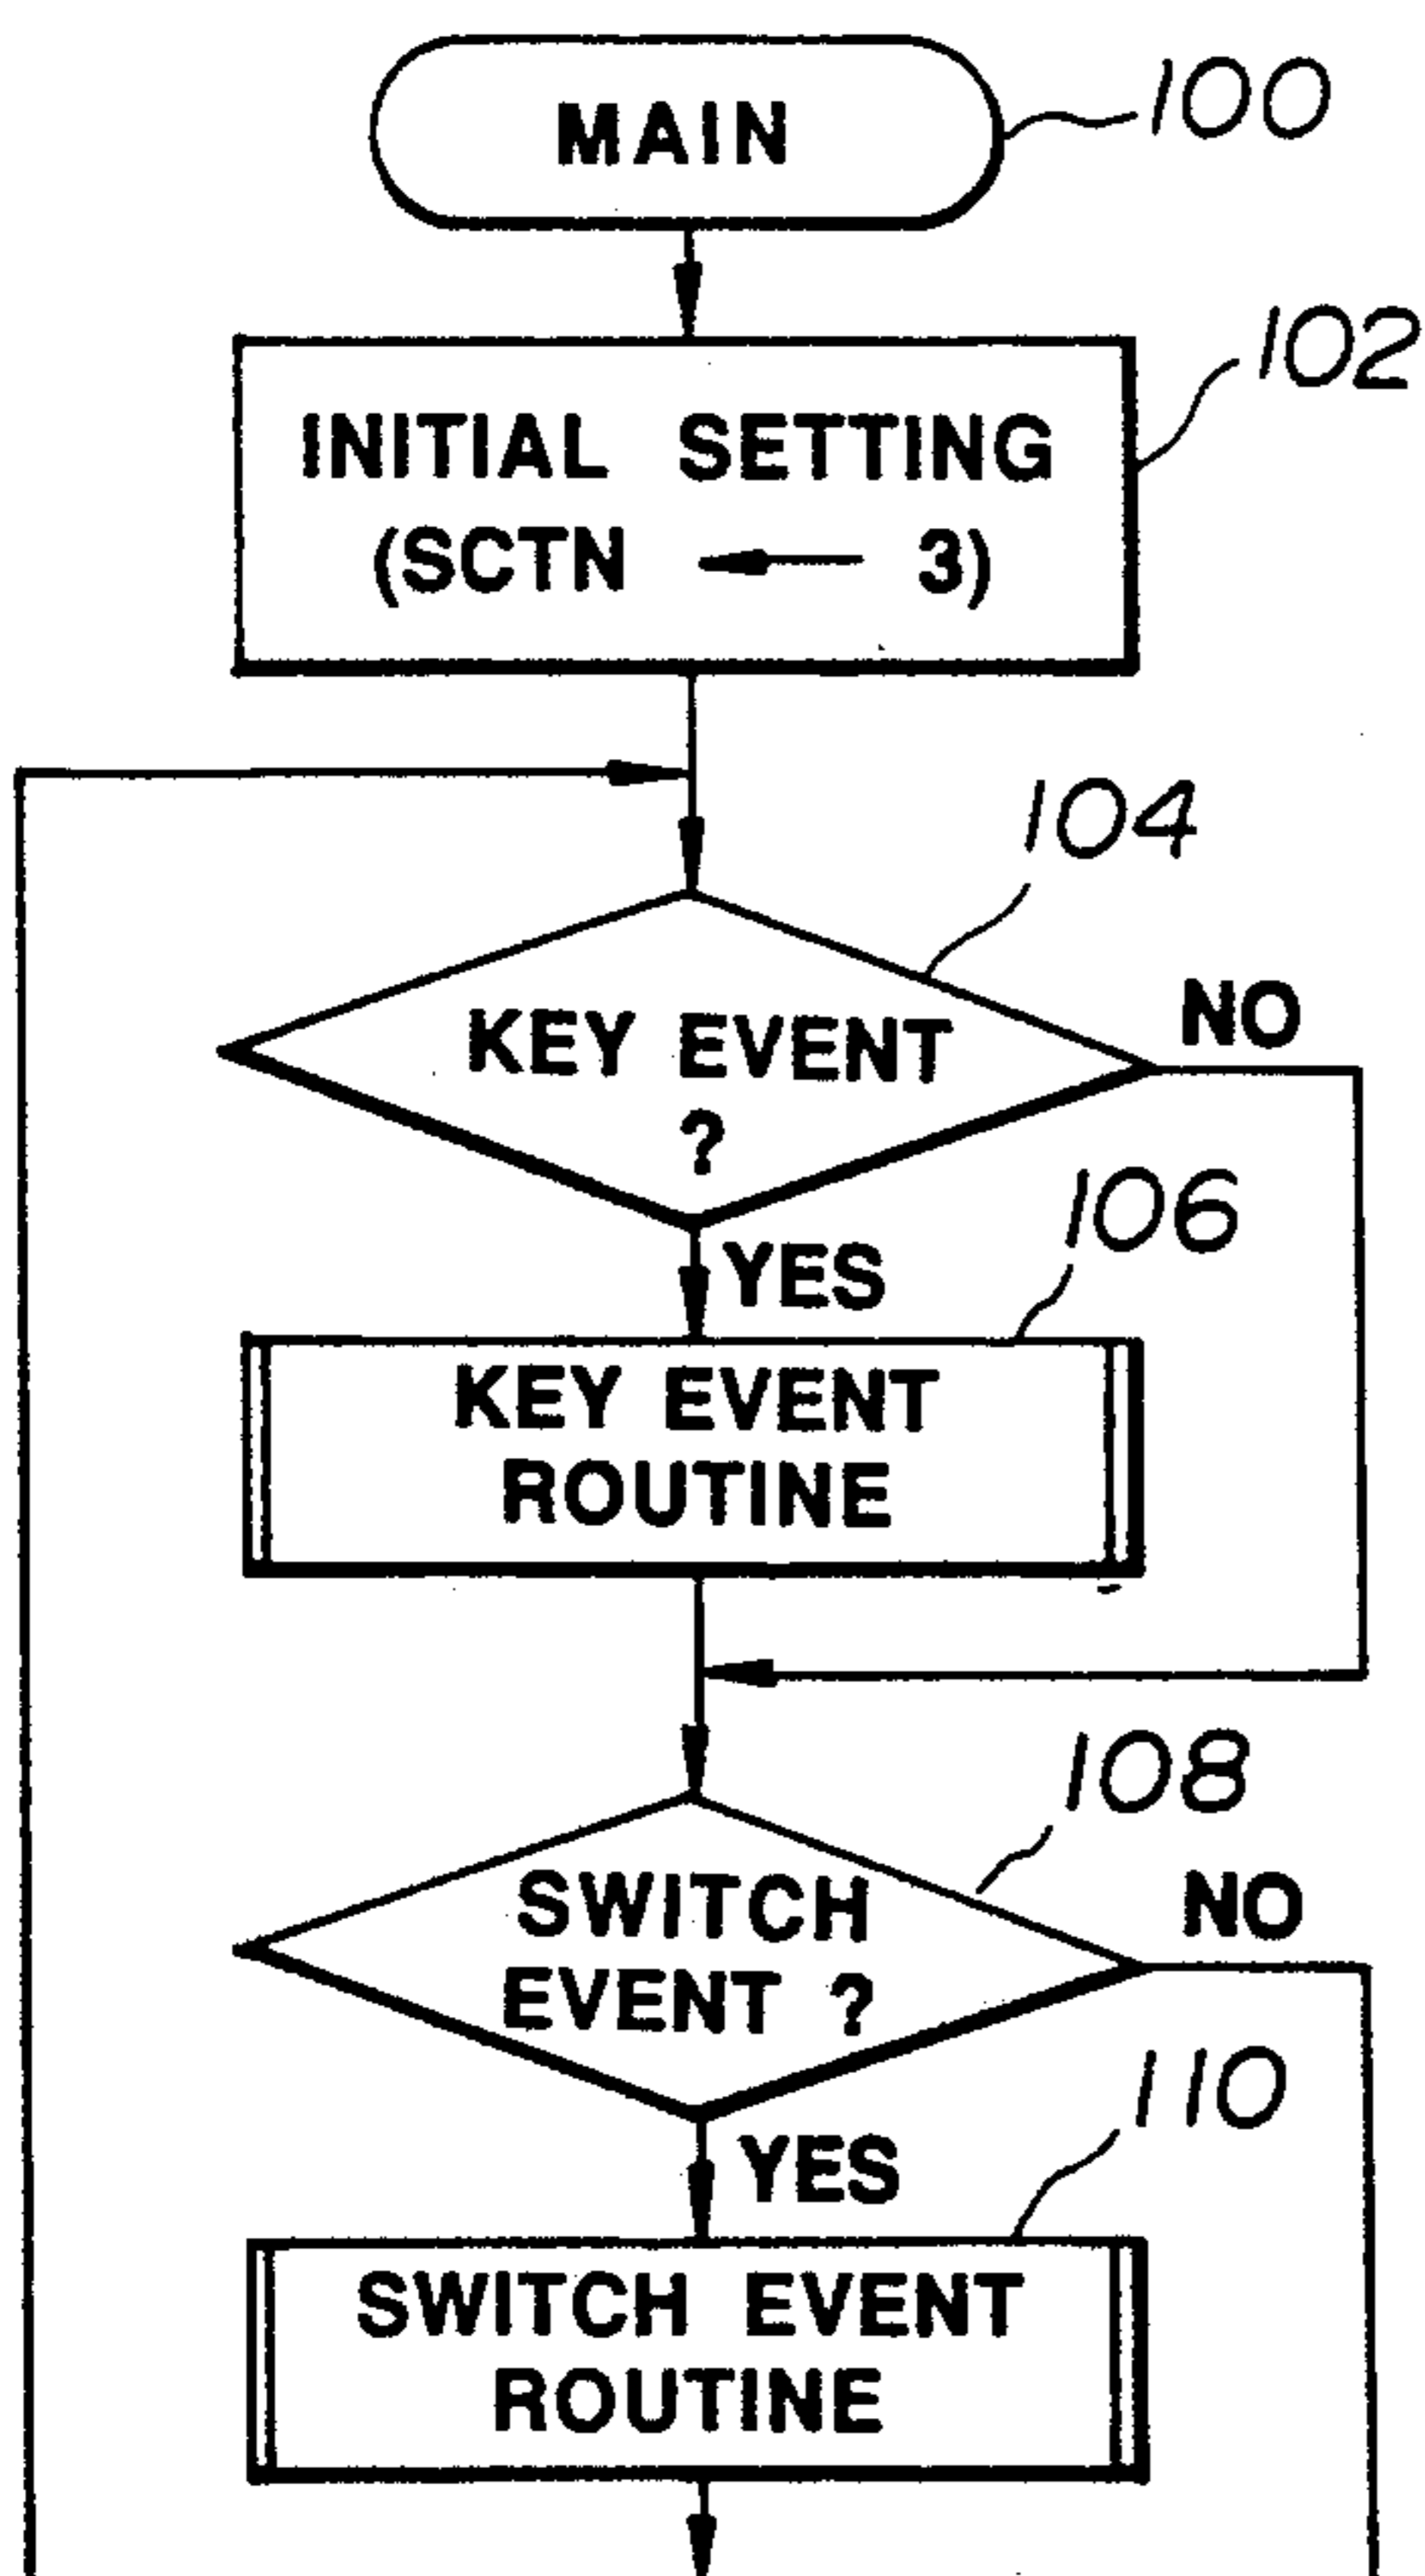 MAIN
100
INITIAL SETTING
(SCTN ← 3)
102
104
KEY EVENT
?
NO
YES
106
KEY EVENT
ROUTINE
108
SWITCH
EVENT ?
NO
YES
110
SWITCH EVENT
ROUTINE